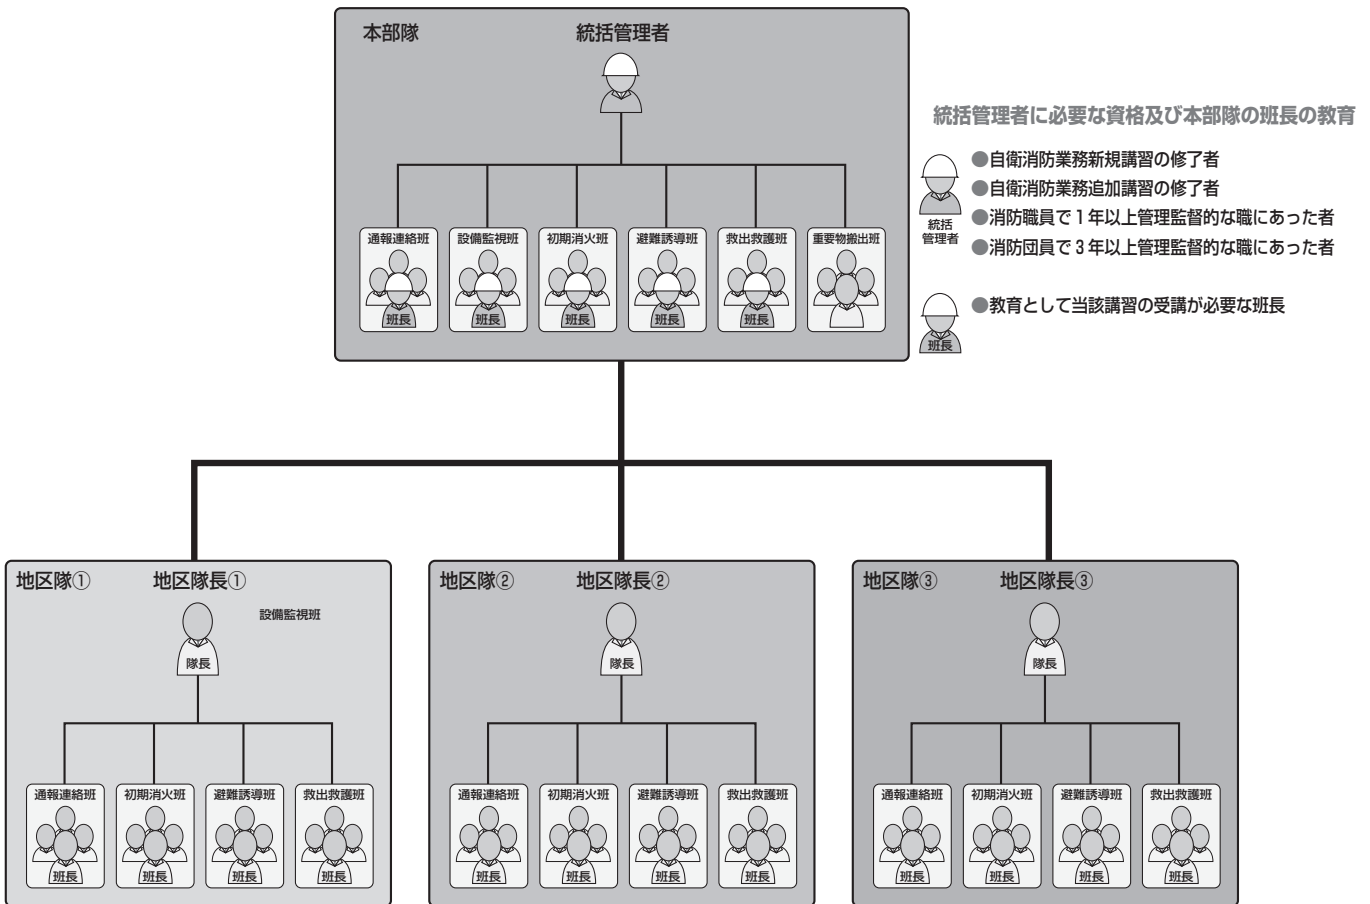 本部隊 統括管理者
統括管理者に必要な資格及び本部隊の班長の教育
●自衛消防業務新規講習の修了者
●自衛消防業務追加講習の修了者
●消防職員で1年以上管理監督的な職にあった者
●消防団員で3年以上管理監督的な職にあった者
統括
管理者
●教育として当該講習の受講が必要な班長
班長
通報連絡班 設備監視班 初期消火班 避難誘導班 救出救護班 重要物搬出班
班長 班長 班長 班長 班長
地区隊① 地区隊長①
設備監視班
隊長
通報連絡班 初期消火班 避難誘導班 救出救護班
班長 班長 班長 班長
地区隊② 地区隊長②
隊長
通報連絡班 初期消火班 避難誘導班 救出救護班
班長 班長 班長 班長
地区隊③ 地区隊長③
隊長
通報連絡班 初期消火班 避難誘導班 救出救護班
班長 班長 班長 班長